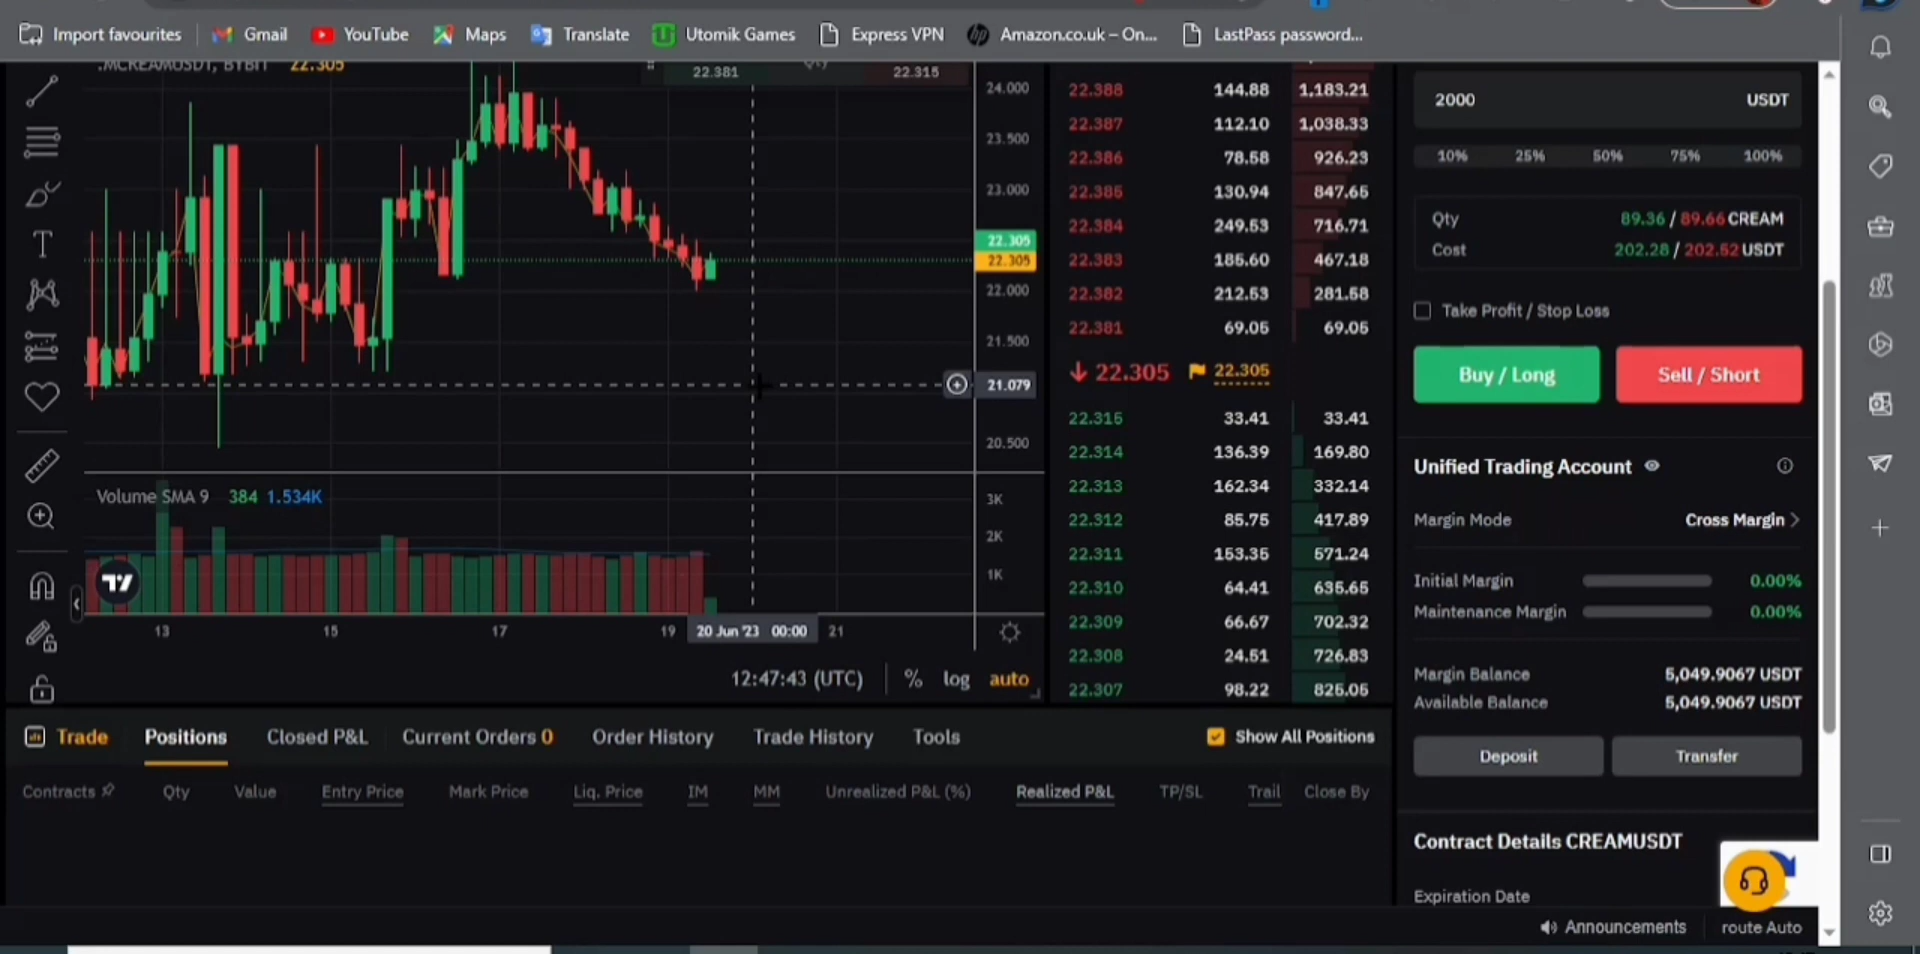 Import favourites Gmail YouTube Maps Translate Utomik Games Express VPN Amazon.co.uk – On... LastPass password...
.MCREAMUSDT, BYBIT 22.305
22.381 Qty 22.315
24.000
23.500
23.000
22.305
22.305
22.000
21.500
21.079
20.500
Volume SMA 9 384 1.534K
3K
2K
1K
13 15 17 19 20 Jun '23 00:00 21
12:47:43 (UTC) % log auto
22.388 144.88 1,183.21
22.387 112.10 1,038.33
22.386 78.58 926.23
22.385 130.94 847.65
22.384 249.53 716.71
22.383 185.60 467.18
22.382 212.53 281.58
22.381 69.05 69.05
22.305 22.305
22.315 33.41 33.41
22.314 136.39 169.80
22.313 162.34 332.14
22.312 85.75 417.89
22.311 153.35 571.24
22.310 64.41 635.65
22.309 66.67 702.32
22.308 24.51 726.83
22.307 98.22 825.05
2000 USDT
10% 25% 50% 75% 100%
Qty 89.36 / 89.66 CREAM
Cost 202.28 / 202.52 USDT
Take Profit / Stop Loss
Buy / Long Sell / Short
Unified Trading Account
Margin Mode Cross Margin
Initial Margin 0.00%
Maintenance Margin 0.00%
Margin Balance 5,049.9067 USDT
Available Balance 5,049.9067 USDT
Deposit Transfer
Contract Details CREAMUSDT
Expiration Date
Trade Positions Closed P&L Current Orders 0 Order History Trade History Tools Show All Positions
Contracts Qty Value Entry Price Mark Price Liq. Price IM MM Unrealized P&L (%) Realized P&L TP/SL Trail Close By
Announcements route Auto